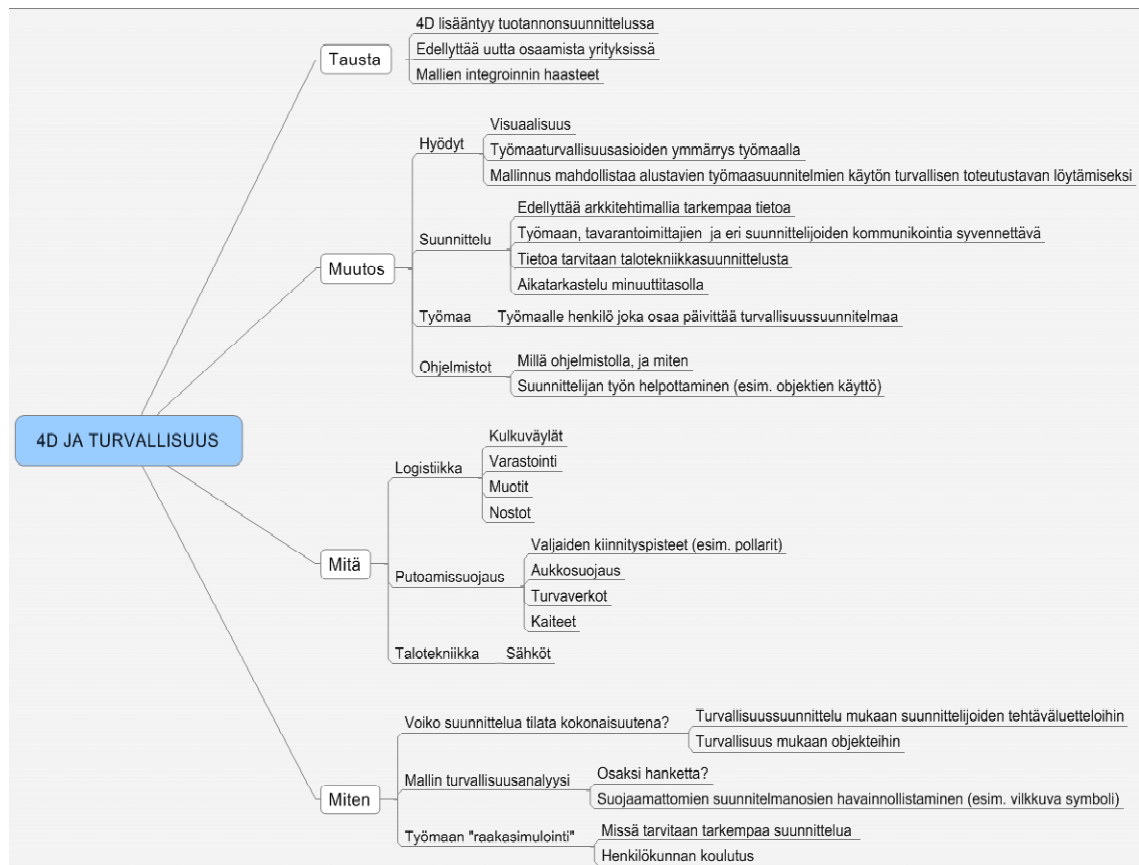 4D JA TURVALLISUUS
Tausta
4D lisääntyy tuotannonsuunnittelussa
Edellyttää uutta osaamista yrityksissä
Mallien integroinnin haasteet
Muutos
Hyödyt
Visuaalisuus
Työmaaturvallisuusasioiden ymmärrys työmaalla
Mallinnus mahdollistaa alustavien työmaasuunnitelmien käytön turvallisen toteutustavan löytämiseksi
Suunnittelu
Edellyttää arkkitehtimallia tarkempaa tietoa
Työmaan, tavarantoimittajien ja eri suunnittelijoiden kommunikointia syvennettävä
Tietoa tarvitaan talotekniikkasuunnittelusta
Aikatarkastelu minuuttitasolla
Työmaa
Työmaalle henkilö joka osaa päivittää turvallisuussuunnitelmaa
Ohjelmistot
Millä ohjelmistolla, ja miten
Suunnittelijan työn helpottaminen (esim. objektien käyttö)
Mitä
Logistiikka
Kulkuväylät
Varastointi
Muotit
Nostot
Putoamissuojaus
Valjaiden kiinnityspisteet (esim. pollarit)
Aukkosuojaus
Turvaverkot
Kaiteet
Talotekniikka
Sähköt
Miten
Voiko suunnittelua tilata kokonaisuutena?
Turvallisuussuunnittelu mukaan suunnittelijoiden tehtäväluetteloihin
Turvallisuus mukaan objekteihin
Mallin turvallisuusanalyysi
Osaksi hanketta?
Suojaamattomien suunnitelmanosien havainnollistaminen (esim. vilkkuva symboli)
Työmaan "raakasimulointi"
Missä tarvitaan tarkempaa suunnittelua
Henkilökunnan koulutus